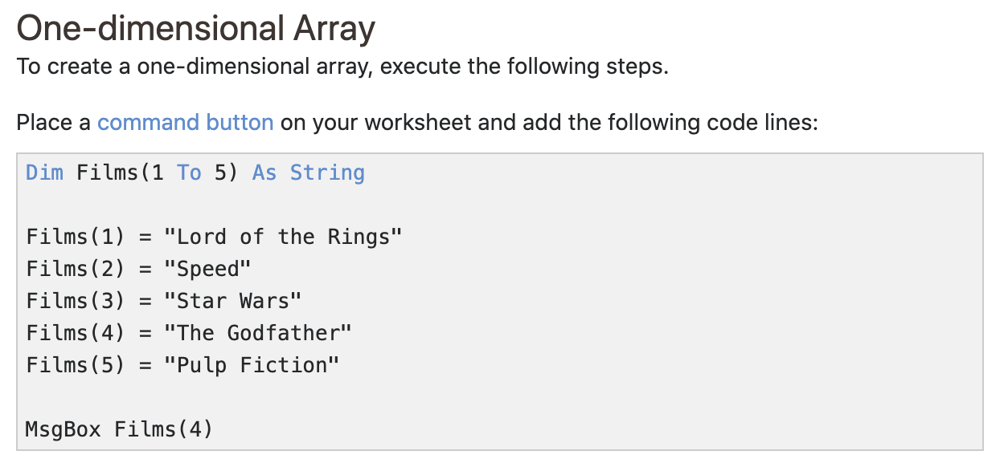 One-dimensional Array
To create a one-dimensional array, execute the following steps.
Place a command button on your worksheet and add the following code lines:
Dim Films(1 To 5) As String
Films(1) = "Lord of the Rings"
Films(2) = "Speed"
Films(3) = "Star Wars"
Films(4) = "The Godfather"
Films(5) = "Pulp Fiction"
MsgBox Films(4)